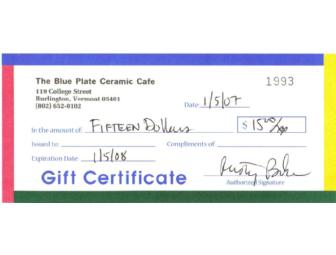 The Blue Plate Ceramic Cafe
1993
119 College Street
Burlington, Vermont 05401
(802) 652-0102
Date 1/5/07
In the amount of Fifteen Dollars $ 15 00/xx
Issued to Compliments of
Expiration Date 1/5/08
Authorized Signature
Gift Certificate